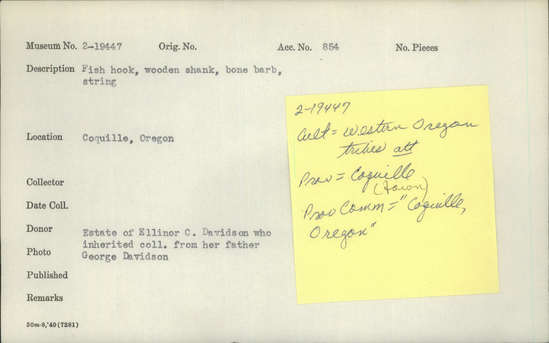 Museum No. 2-19447 Orig. No. Acc. No. 854 No. Pieces
Description Fish hook, wooden shank, bone barb,
string
Location Coquille, Oregon
Collector
Date Coll.
Donor Estate of Ellinor C. Davidson who
inherited coll. from her father
Photo George Davidson
Published
Remarks
50m-8,'40(7281)
2-19447
Cult = Western Oregon
tribes att
Prov = Coquille
(town)
Prov Comm = "Coquille,
Oregon"